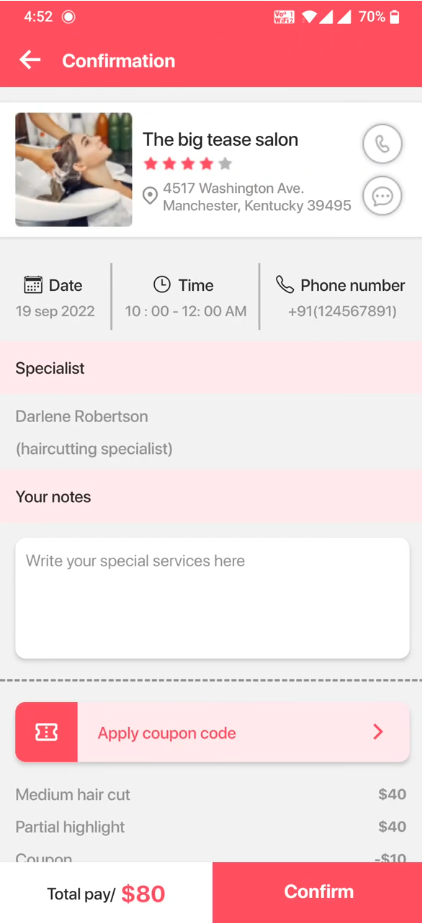 4:52
70%
Confirmation
The big tease salon
4517 Washington Ave.
Manchester, Kentucky 39495
Date
Time
Phone number
19 sep 2022
10 : 00 - 12: 00 AM
+91(124567891)
Specialist
Darlene Robertson
(haircutting specialist)
Your notes
Write your special services here
Apply coupon code
Medium hair cut $40
Partial highlight $40
Coupon -$10
Total pay/ $80
Confirm